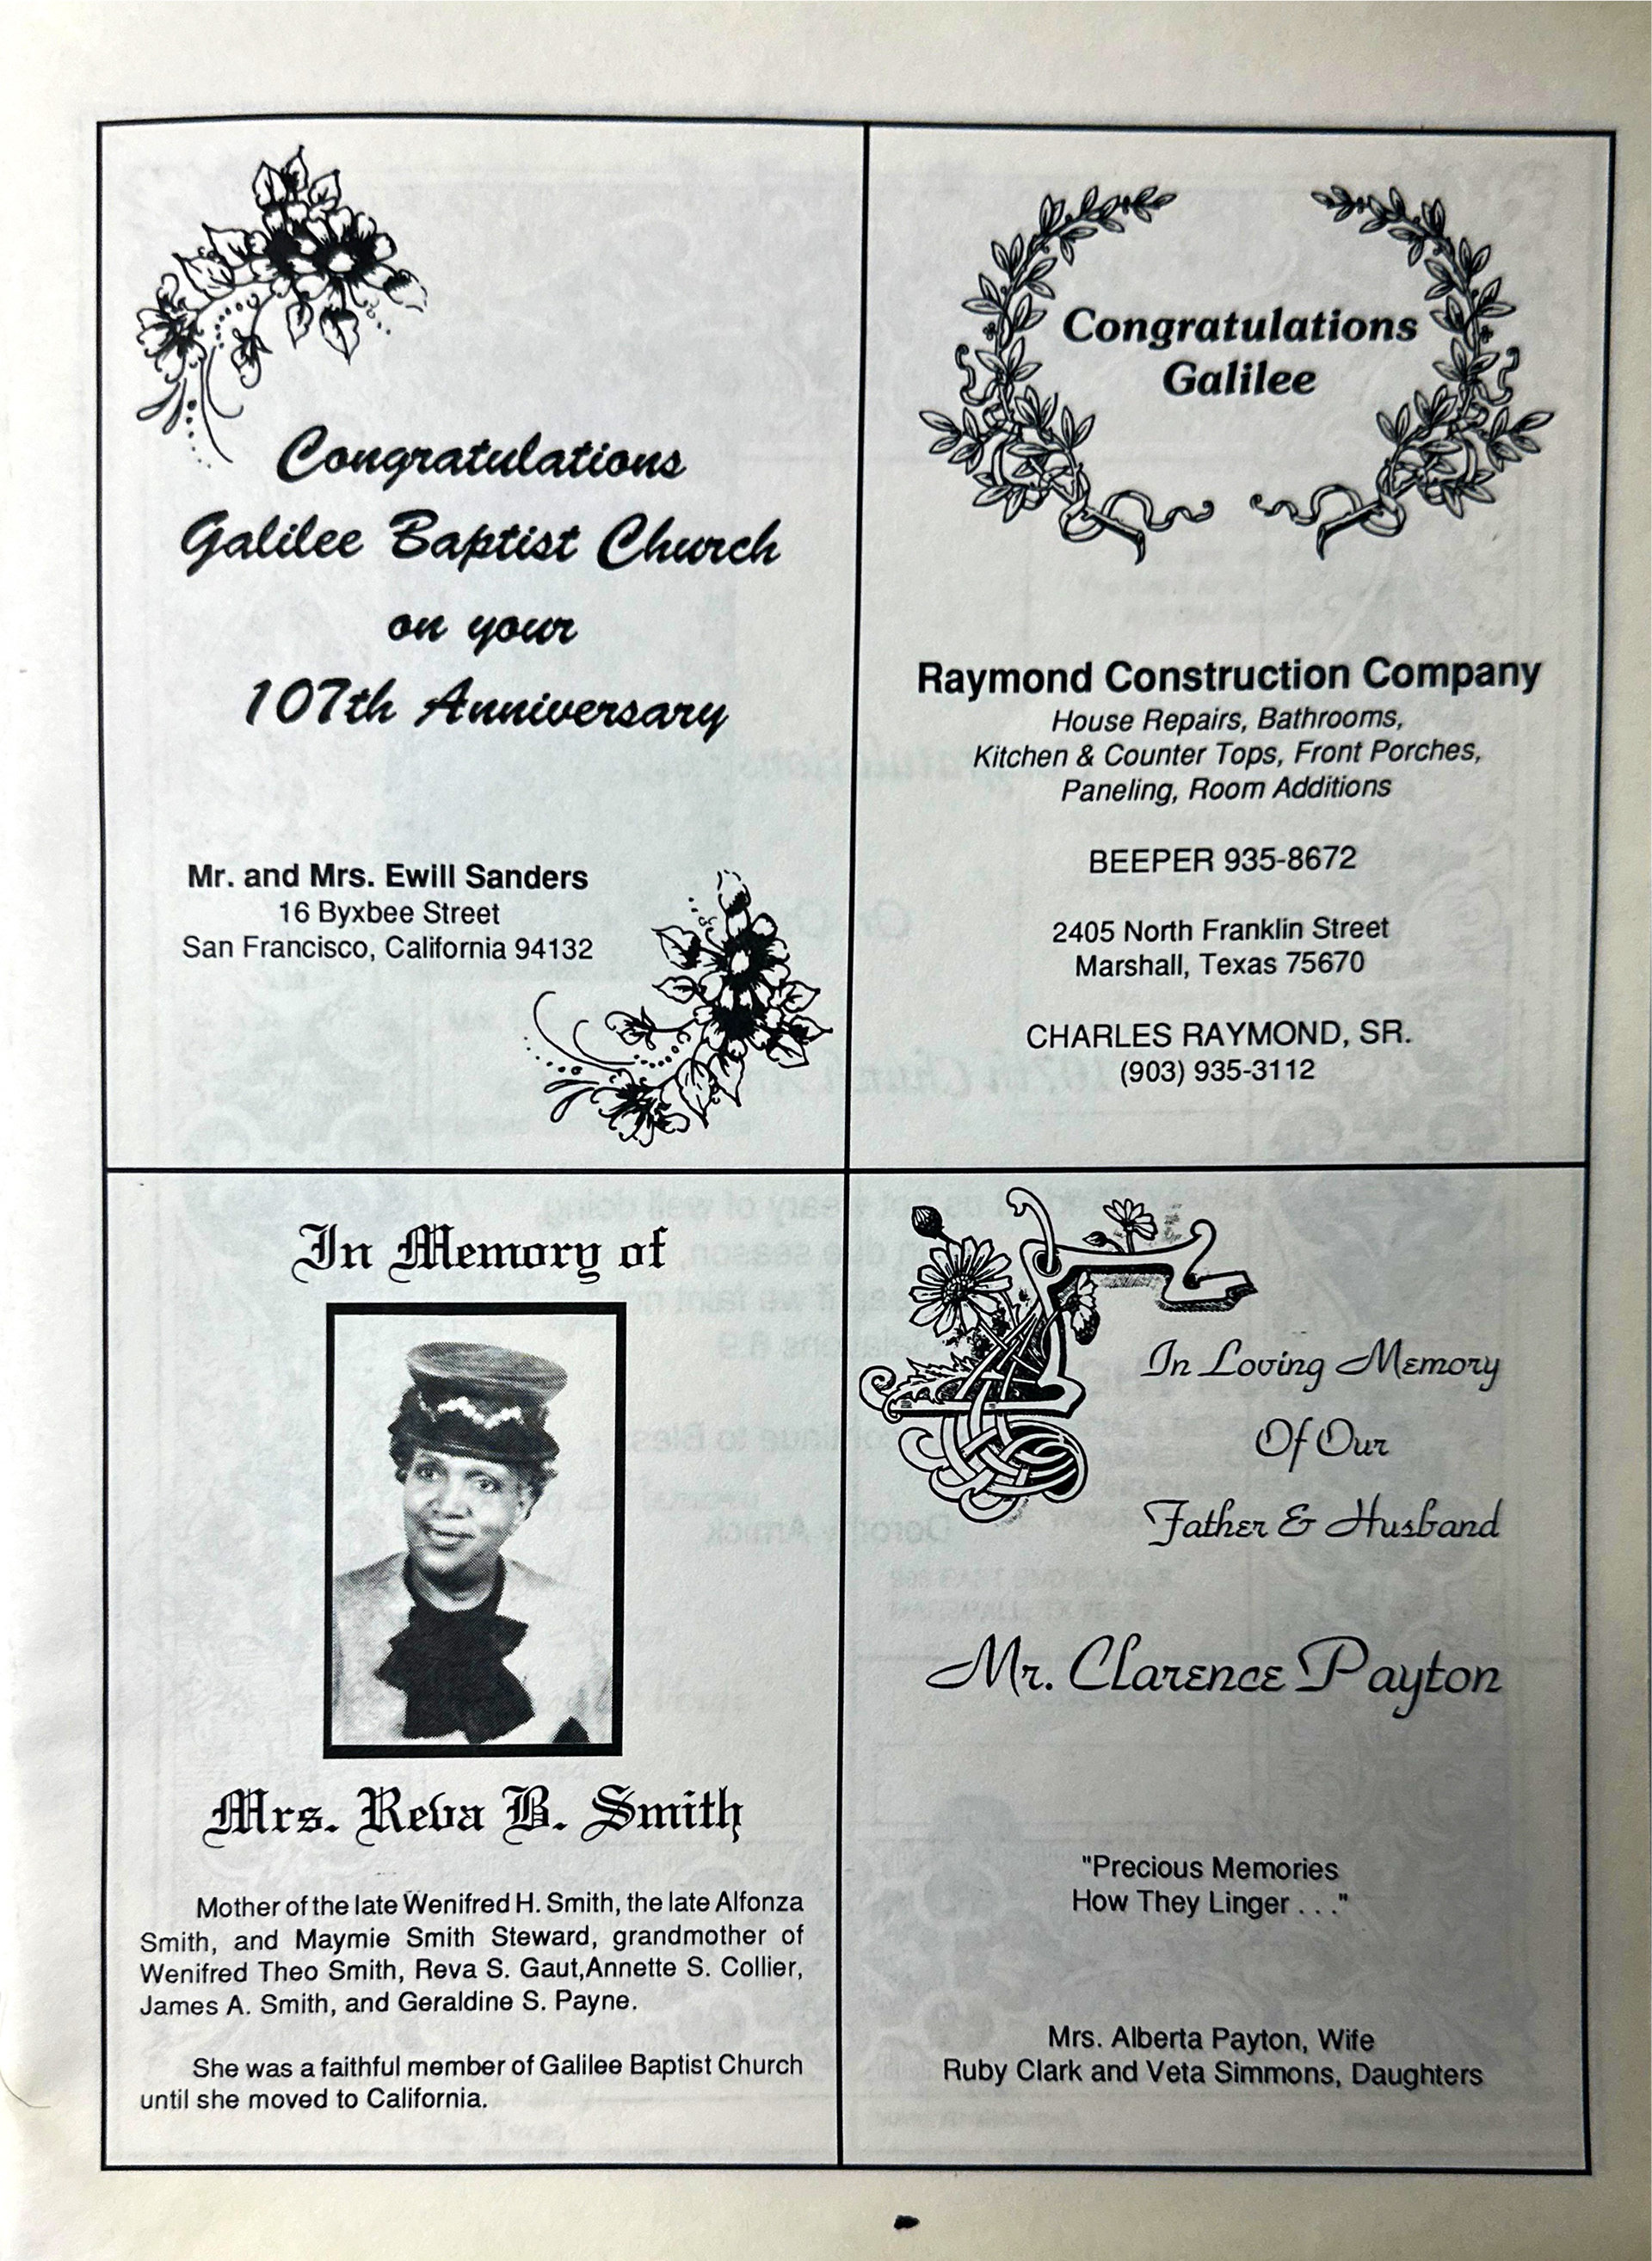 Congratulations
Galilee Baptist Church
on your
107th Anniversary
Mr. and Mrs. Ewill Sanders
16 Byxbee Street
San Francisco, California 94132
Congratulations
Galilee
Raymond Construction Company
House Repairs, Bathrooms,
Kitchen & Counter Tops, Front Porches,
Paneling, Room Additions
BEEPER 935-8672
2405 North Franklin Street
Marshall, Texas 75670
CHARLES RAYMOND, SR.
(903) 935-3112
In Memory of
Mrs. Reva B. Smith
Mother of the late Wenifred H. Smith, the late Alfonza
Smith, and Maymie Smith Steward, grandmother of
Wenifred Theo Smith, Reva S. Gaut,Annette S. Collier,
James A. Smith, and Geraldine S. Payne.
She was a faithful member of Galilee Baptist Church
until she moved to California.
In Loving Memory
Of Our
Father & Husband
Mr. Clarence Payton
"Precious Memories
How They Linger . . ."
Mrs. Alberta Payton, Wife
Ruby Clark and Veta Simmons, Daughters